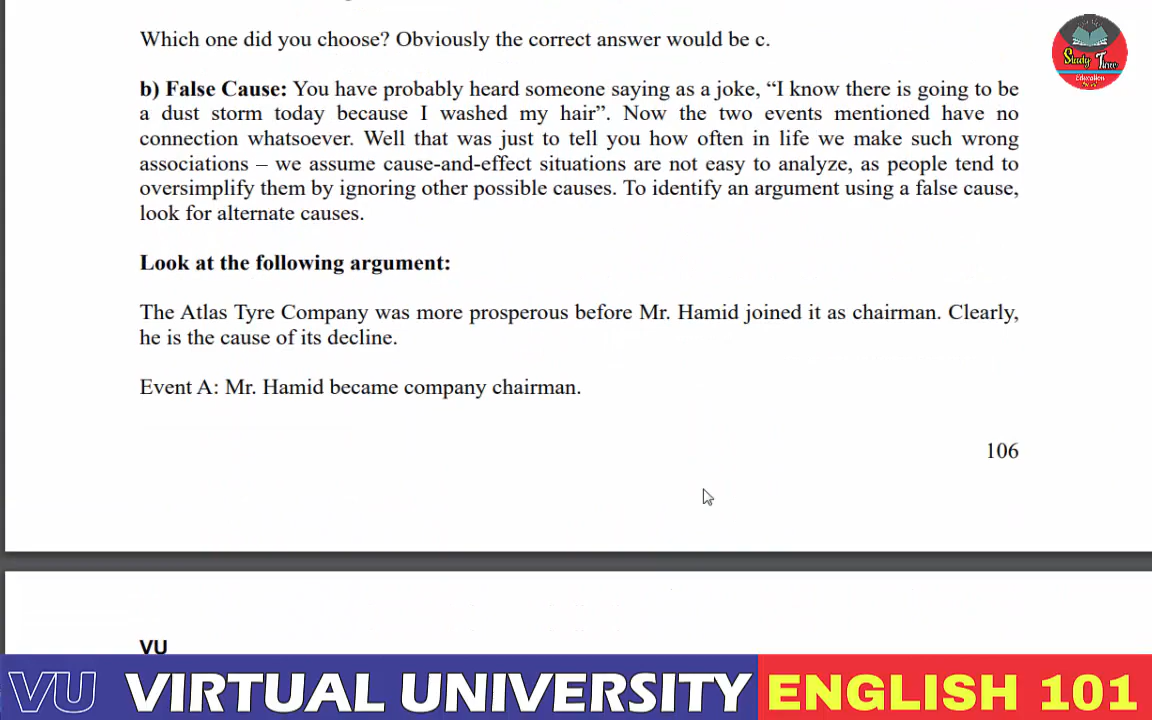 Which one did you choose? Obviously the correct answer would be c.
b) False Cause: You have probably heard someone saying as a joke, “I know there is going to be
a dust storm today because I washed my hair”. Now the two events mentioned have no
connection whatsoever. Well that was just to tell you how often in life we make such wrong
associations – we assume cause-and-effect situations are not easy to analyze, as people tend to
oversimplify them by ignoring other possible causes. To identify an argument using a false cause,
look for alternate causes.
Look at the following argument:
The Atlas Tyre Company was more prosperous before Mr. Hamid joined it as chairman. Clearly,
he is the cause of its decline.
Event A: Mr. Hamid became company chairman.
106
VU
VU VIRTUAL UNIVERSITY ENGLISH 101
Study Time
Education